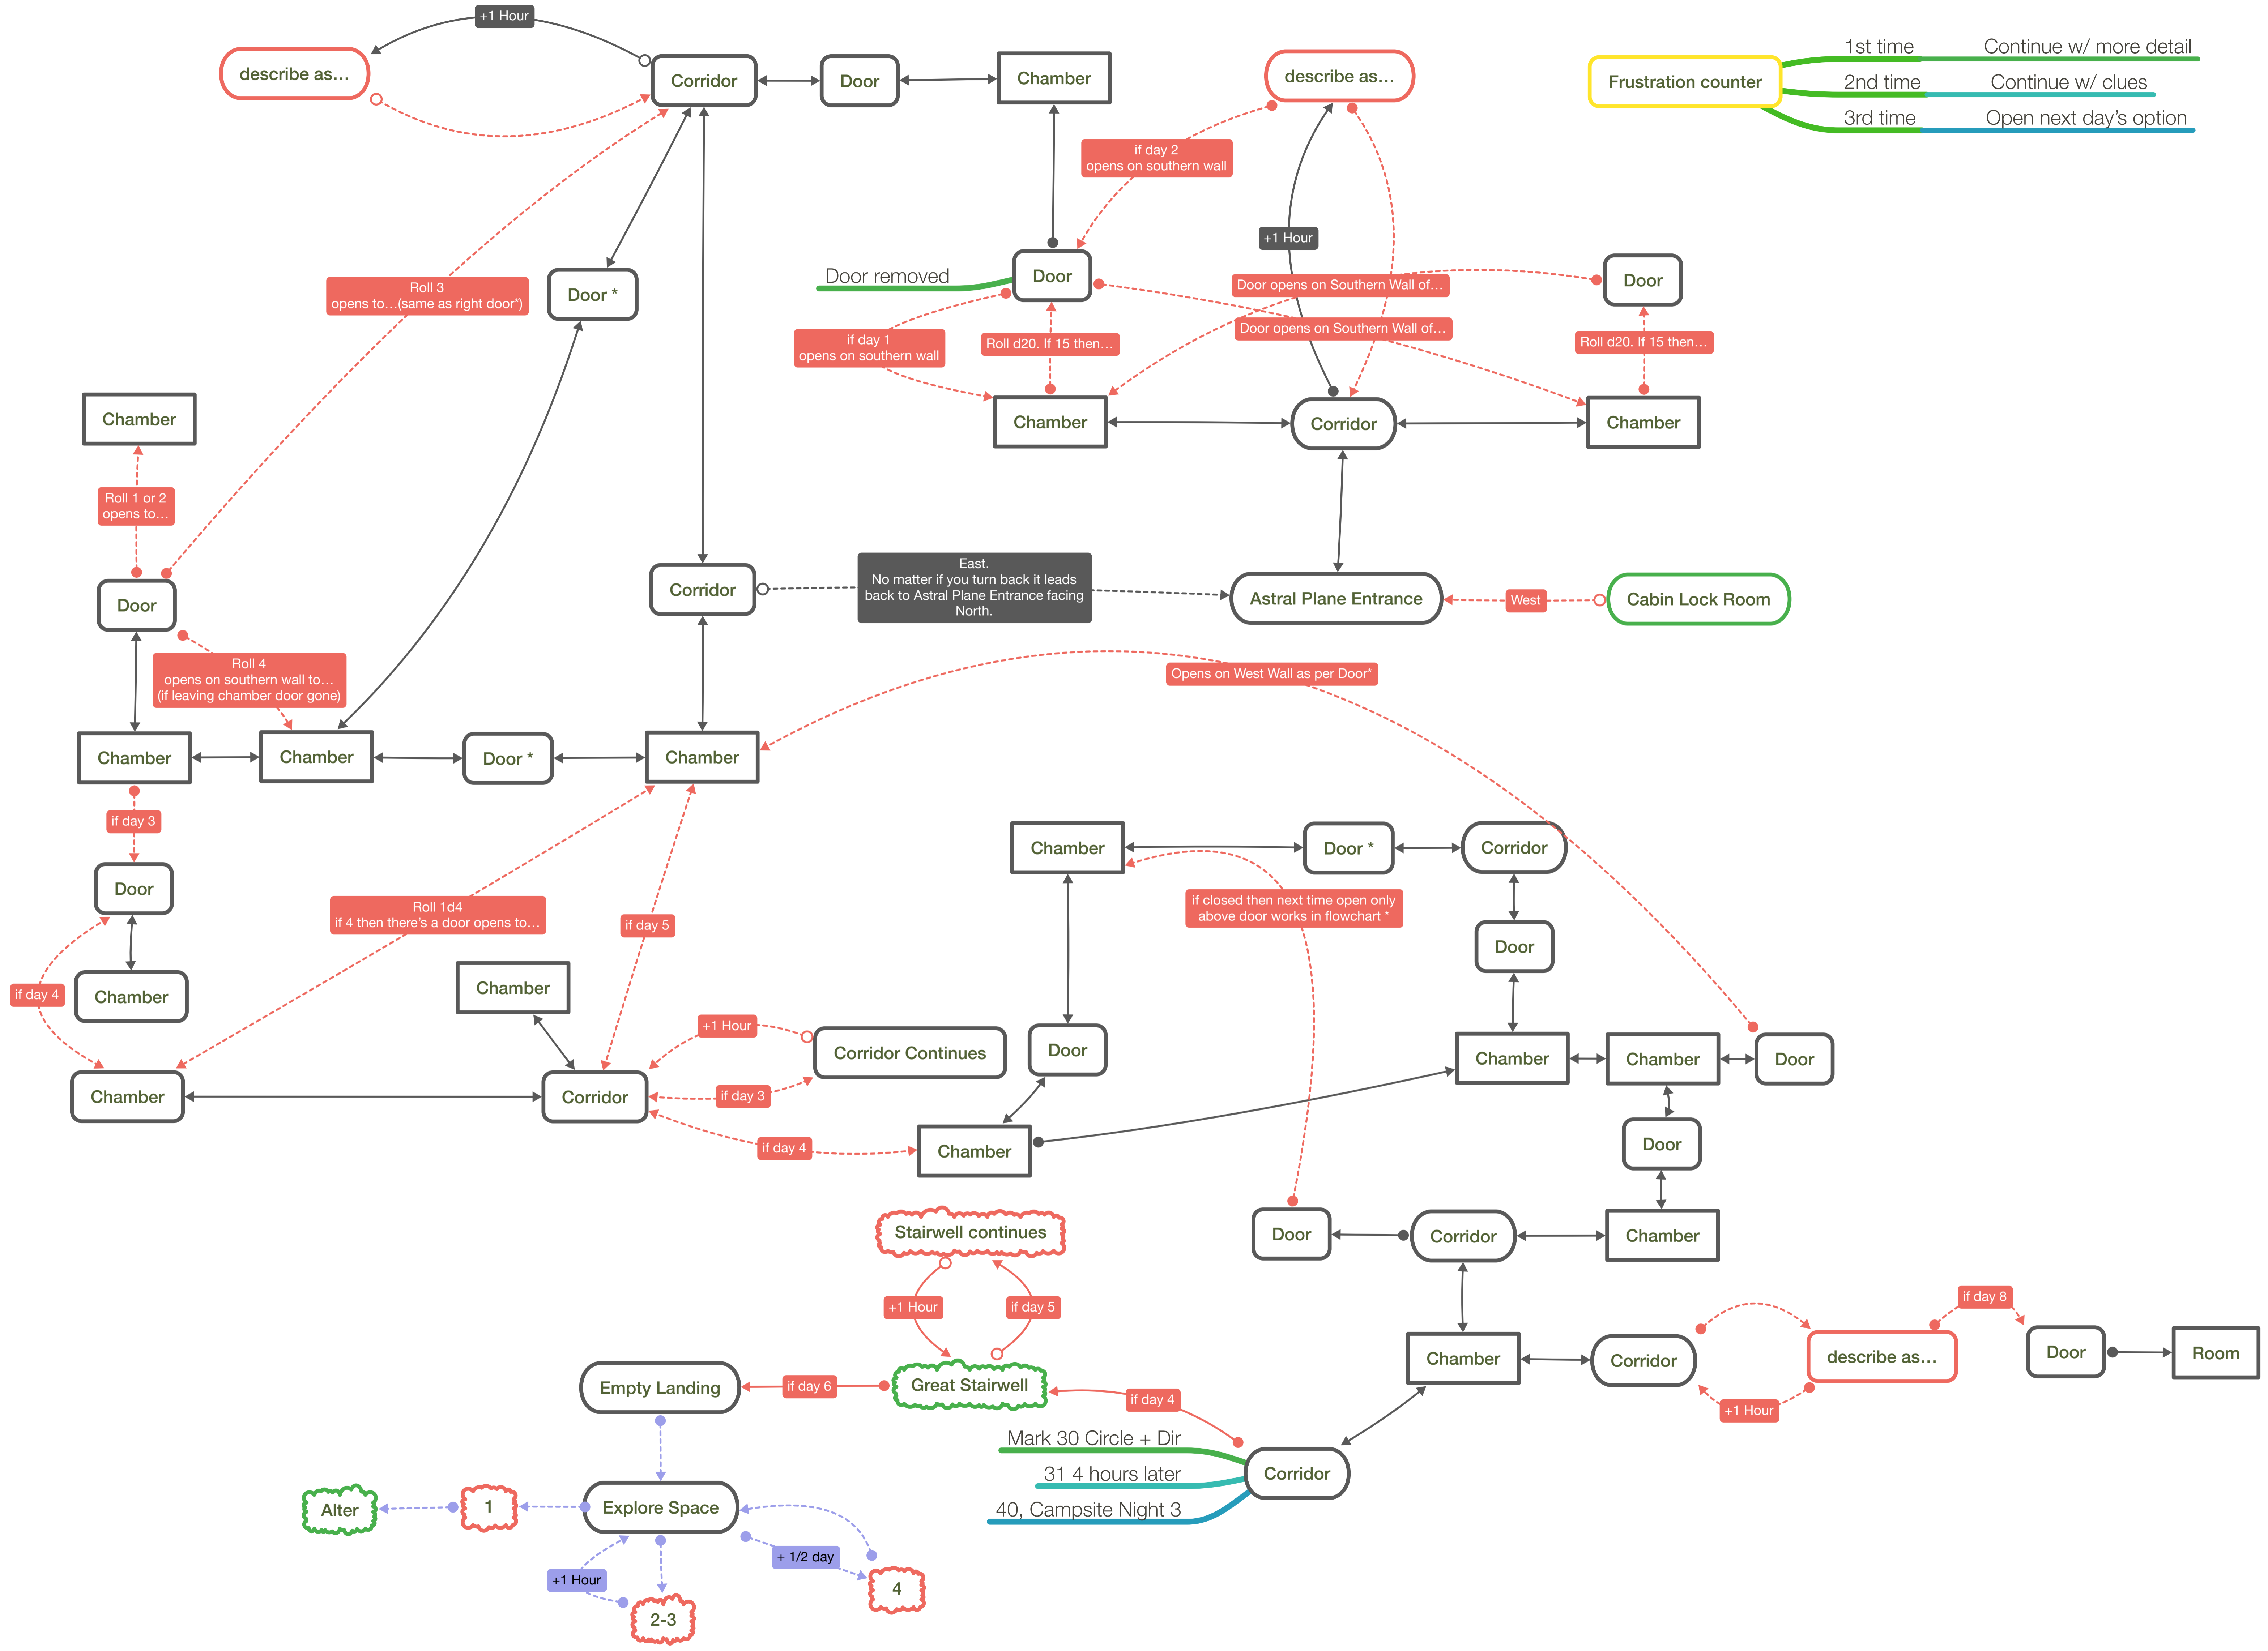 +1 Hour
describe as...
Corridor
Door
Chamber
describe as...
Frustration counter
1st time
Continue w/ more detail
2nd time
Continue w/ clues
3rd time
Open next day's option
if day 2
opens on southern wall
+1 Hour
Door removed
Door
Door
Door *
Roll 3
opens to...(same as right door*)
Door opens on Southern Wall of...
Door opens on Southern Wall of...
if day 1
opens on southern wall
Roll d20. If 15 then...
Roll d20. If 15 then...
Chamber
Chamber
Corridor
Chamber
Roll 1 or 2
opens to...
Door
Corridor
East.
No matter if you turn back it leads
back to Astral Plane Entrance facing
North.
Astral Plane Entrance
West
Cabin Lock Room
Roll 4
opens on southern wall to...
(if leaving chamber door gone)
Opens on West Wall as per Door*
Chamber
Chamber
Door *
Chamber
if day 3
Chamber
Door *
Corridor
Door
Roll 1d4
if 4 then there's a door opens to...
if day 5
if closed then next time open only
above door works in flowchart *
Door
if day 4
Chamber
Chamber
+1 Hour
Corridor Continues
Door
Chamber
Chamber
Door
Chamber
Corridor
if day 3
if day 4
Chamber
Door
Stairwell continues
Door
Corridor
Chamber
+1 Hour
if day 5
if day 8
Empty Landing
if day 6
Great Stairwell
if day 4
Chamber
Corridor
describe as...
Door
Room
+1 Hour
Mark 30 Circle + Dir
31 4 hours later
40, Campsite Night 3
Corridor
Alter
1
Explore Space
+ 1/2 day
+1 Hour
4
2-3